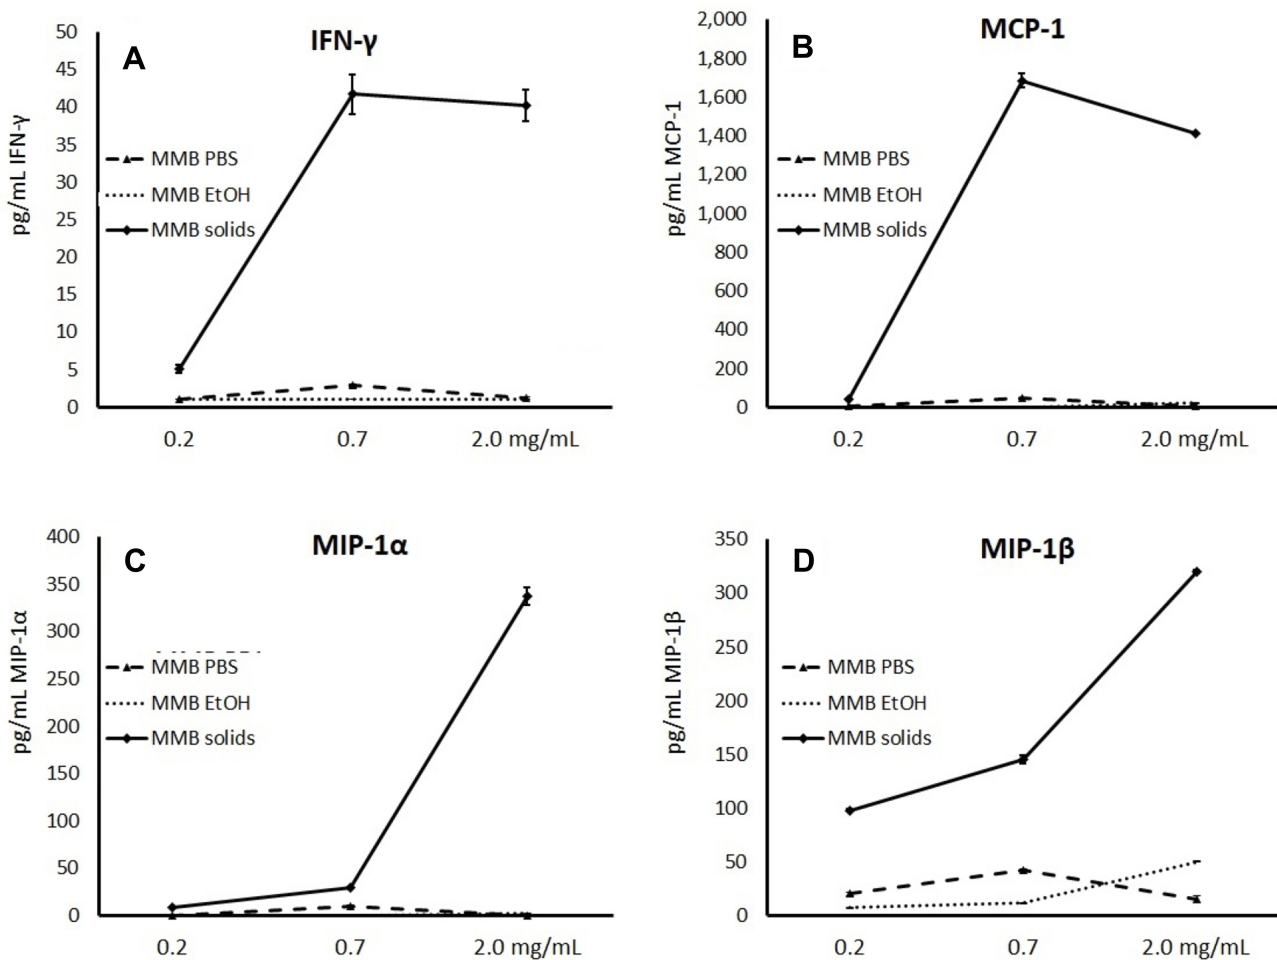 A
IFN-γ
50
45
40
35
30
25
20
15
10
5
0
pg/mL IFN-γ
MMB PBS
MMB EtOH
MMB solids
0.2 0.7 2.0 mg/mL
B
MCP-1
2,000
1,800
1,600
1,400
1,200
1,000
800
600
400
200
0
pg/mL MCP-1
MMB PBS
MMB EtOH
MMB solids
0.2 0.7 2.0 mg/mL
C
MIP-1α
400
350
300
250
200
150
100
50
0
pg/mL MIP-1α
MMB PBS
MMB EtOH
MMB solids
0.2 0.7 2.0 mg/mL
D
MIP-1β
350
300
250
200
150
100
50
0
pg/mL MIP-1β
MMB PBS
MMB EtOH
MMB solids
0.2 0.7 2.0 mg/mL